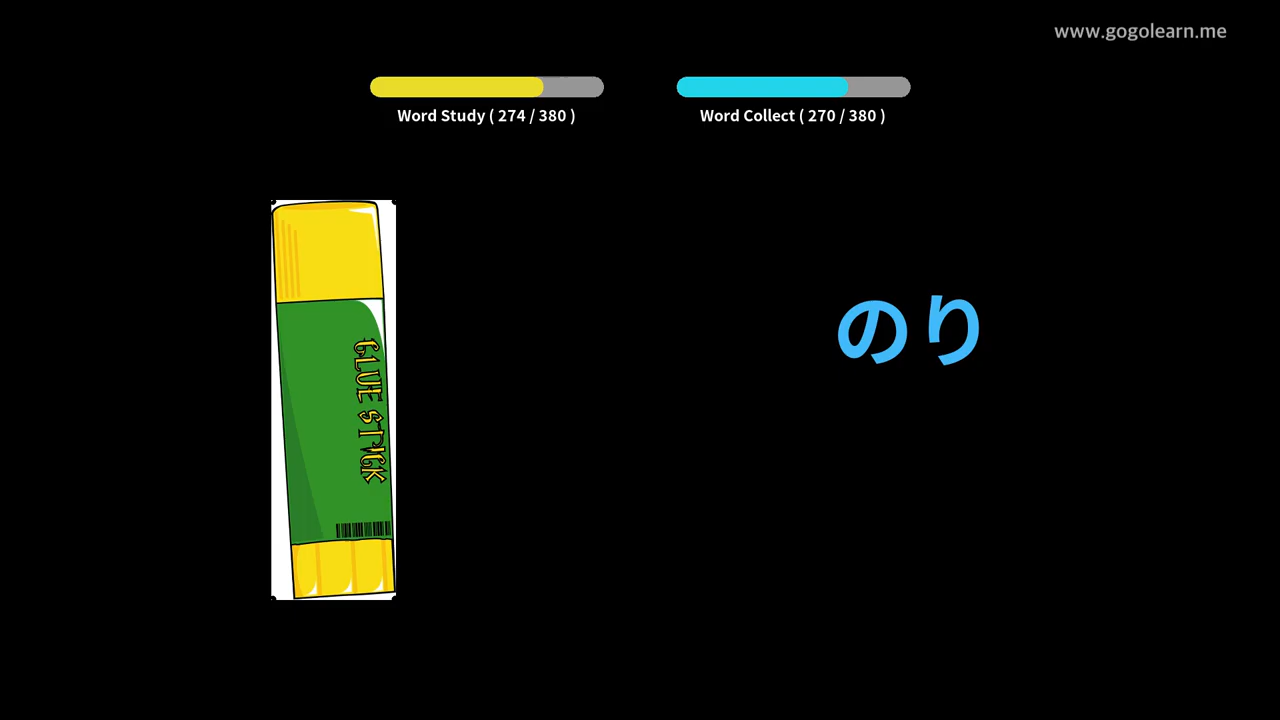 www.gogolearn.me
Word Study ( 274 / 380 )
Word Collect ( 270 / 380 )
のり
GLUE STICK